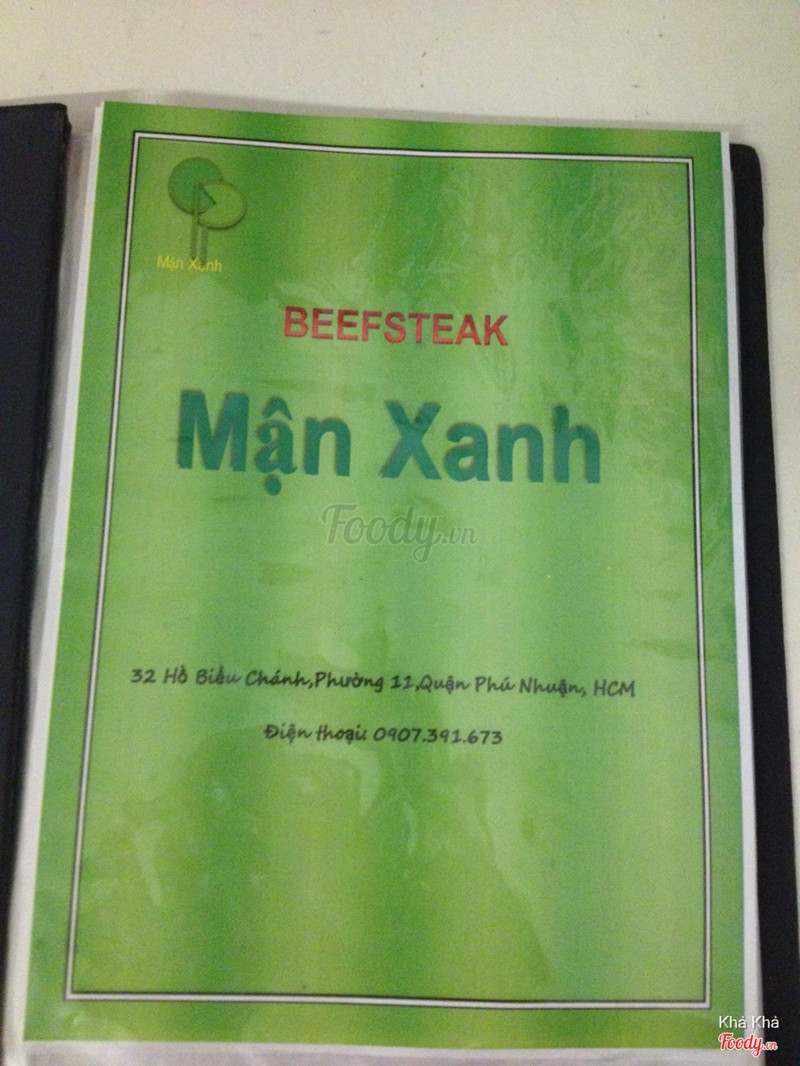 Mận Xanh
BEEFSTEAK
Mận Xanh
Foody.vn
32 Hồ Biểu Chánh,Phường 11,Quận Phú Nhuận, HCM
Điện thoại: 0907.391.673
Khả Khả
Foody.vn